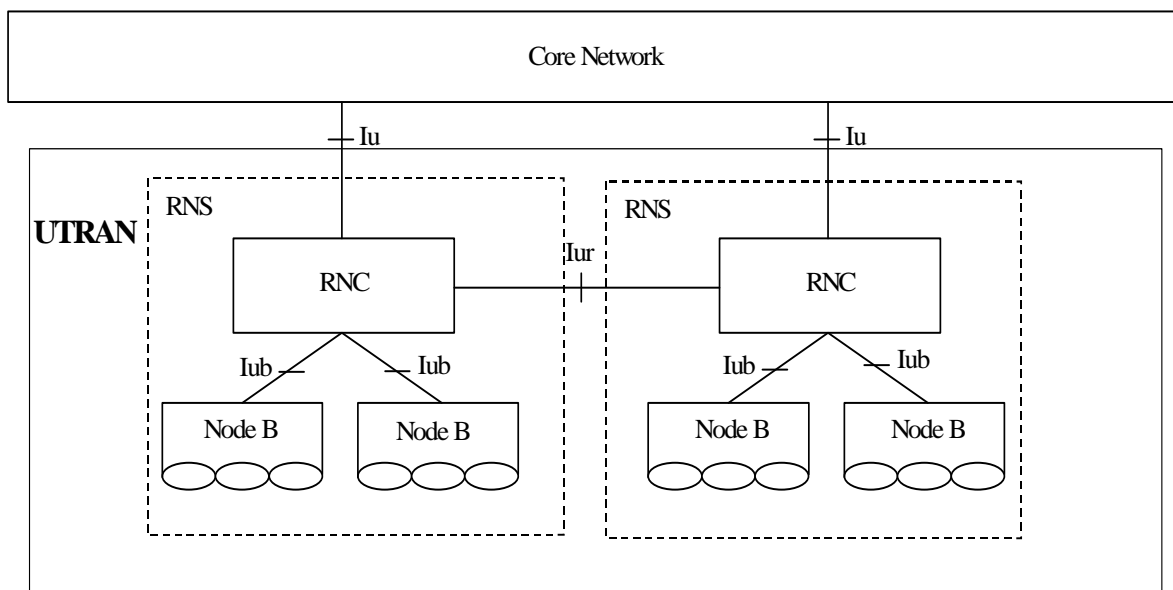 Core Network
Iu
Iu
RNS
RNS
UTRAN
Iur
RNC
RNC
Iub
Iub
Iub
Iub
Node B
Node B
Node B
Node B